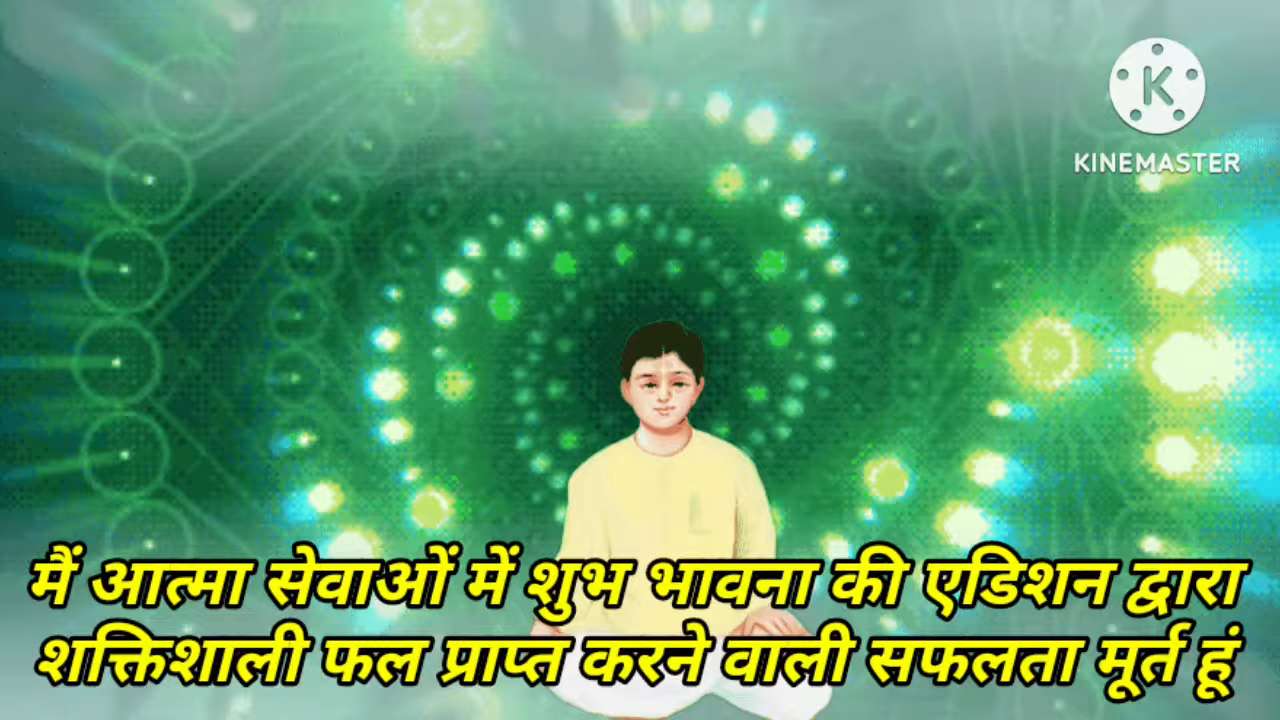 KINEMASTER
मैं आत्मा सेवाओं में शुभ भावना की एडिशन द्वारा
शक्तिशाली फल प्राप्त करने वाली सफलता मूर्त हूं